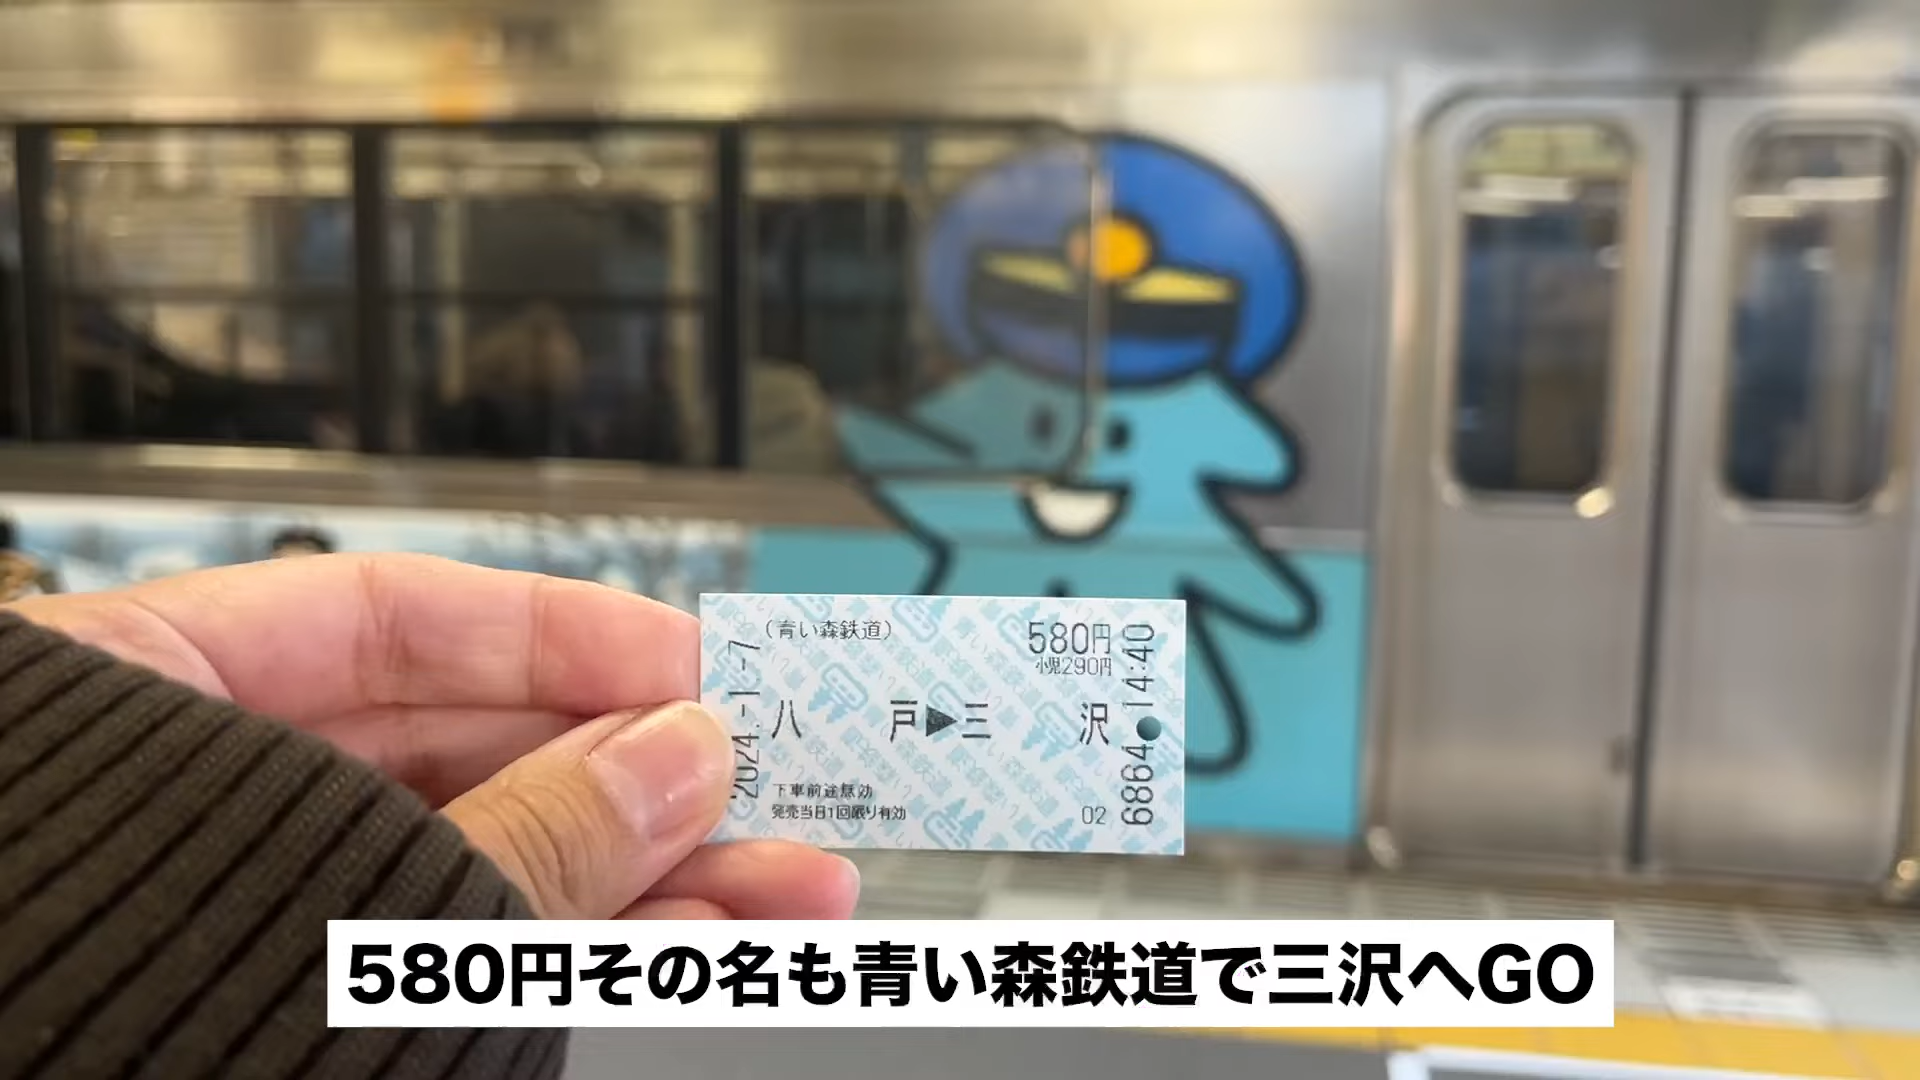 (青い森鉄道)
580円
小児290円
2024.-1.-7
14:40
八戸▶三沢
下車前途無効
発売当日1回限り有効
02
6864
580円その名も青い森鉄道で三沢へGO